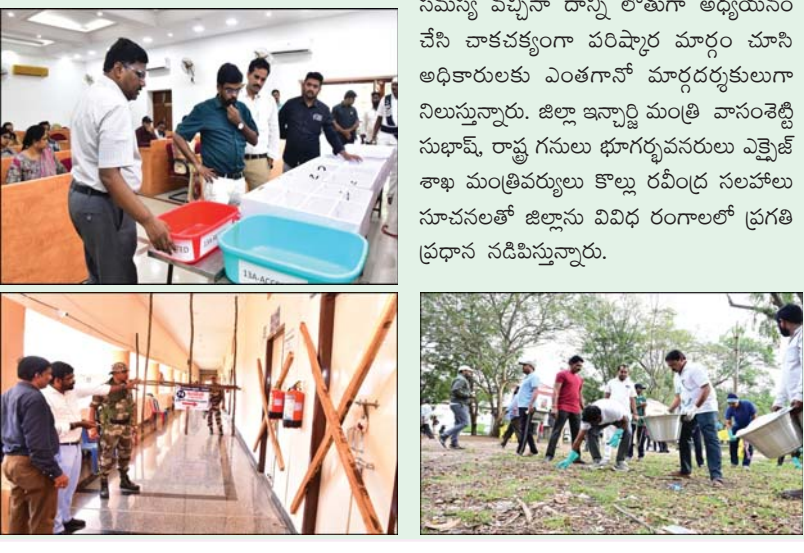 సమస్య వచ్చినా దాన్ని లోతుగా అధ్యయనం
చేసి చాకచక్యంగా పరిష్కార మార్గం చూసి
అధికారులకు ఎంతగానో మార్గదర్శకులుగా
నిలుస్తున్నారు. జిల్లా ఇన్చార్జి మంత్రి వాసంశెట్టి
సుభాష్, రాష్ట్ర గనులు భూగర్భవనరులు ఎక్సైజ్
శాఖ మంత్రివర్యులు కొల్లు రవీంద్ర సలహాలు
సూచనలతో జిల్లాను వివిధ రంగాలలో ప్రగతి
ప్రధాన నడిపిస్తున్నారు.